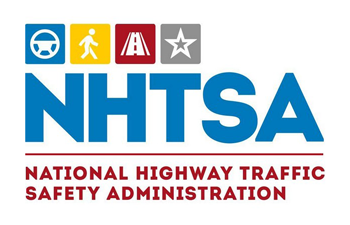 NHTSA
NATIONAL HIGHWAY TRAFFIC
SAFETY ADMINISTRATION